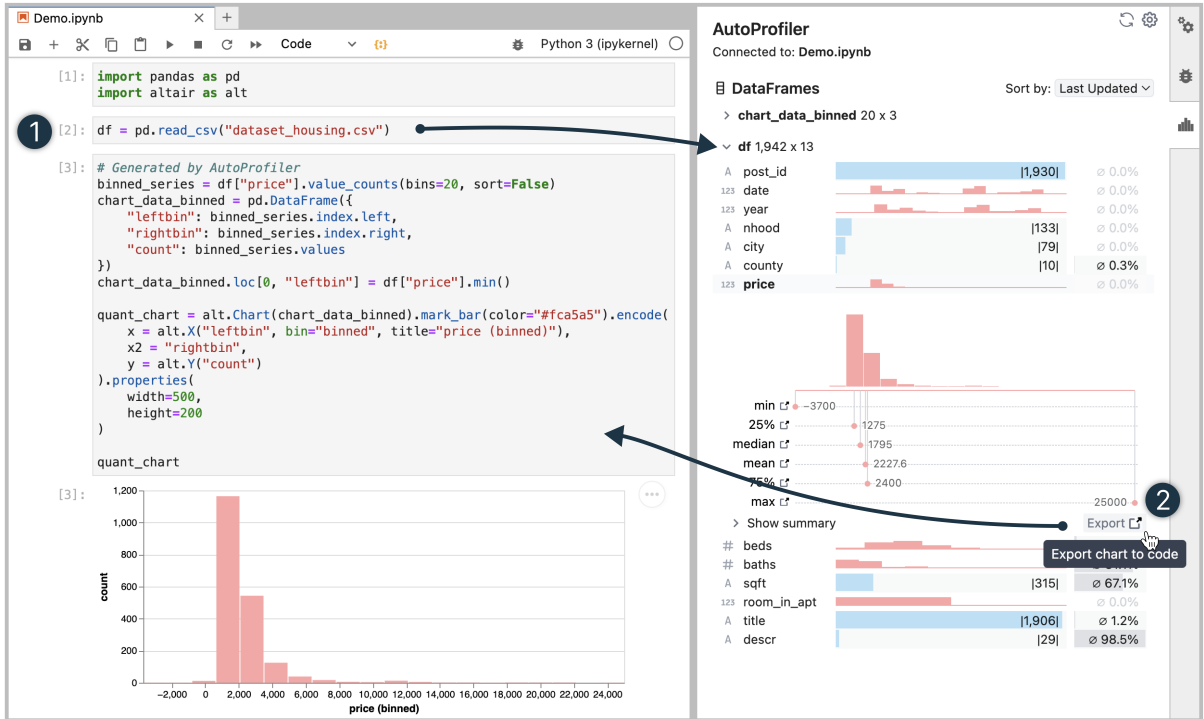 Demo.ipynb
Code
Python 3 (ipykernel)
[1]:
import pandas as pd
import altair as alt
1
[2]:
df = pd.read_csv("dataset_housing.csv")
[3]:
# Generated by AutoProfiler
binned_series = df["price"].value_counts(bins=20, sort=False)
chart_data_binned = pd.DataFrame({
    "leftbin": binned_series.index.left,
    "rightbin": binned_series.index.right,
    "count": binned_series.values
})
chart_data_binned.loc[0, "leftbin"] = df["price"].min()
quant_chart = alt.Chart(chart_data_binned).mark_bar(color="#fca5a5").encode(
    x = alt.X("leftbin", bin="binned", title="price (binned)"),
    x2 = "rightbin",
    y = alt.Y("count")
).properties(
    width=500,
    height=200
)
quant_chart
[3]:
1,200
1,000
800
600
400
200
0
count
−2,000 0 2,000 4,000 6,000 8,000 10,000 12,000 14,000 16,000 18,000 20,000 22,000 24,000
price (binned)
AutoProfiler
Connected to: Demo.ipynb
DataFrames
Sort by: Last Updated
chart_data_binned 20 x 3
df 1,942 x 13
A post_id |1,930| ∅ 0.0%
123 date ∅ 0.0%
123 year ∅ 0.0%
A nhood |133| ∅ 0.0%
A city |79| ∅ 0.0%
A county |10| ∅ 0.3%
123 price ∅ 0.0%
min −3700
25% 1275
median 1795
mean 2227.6
75% 2400
max 25000
2
Show summary
Export
Export chart to code
# beds
# baths
A sqft |315| ∅ 67.1%
123 room_in_apt ∅ 0.0%
A title |1,906| ∅ 1.2%
A descr |29| ∅ 98.5%